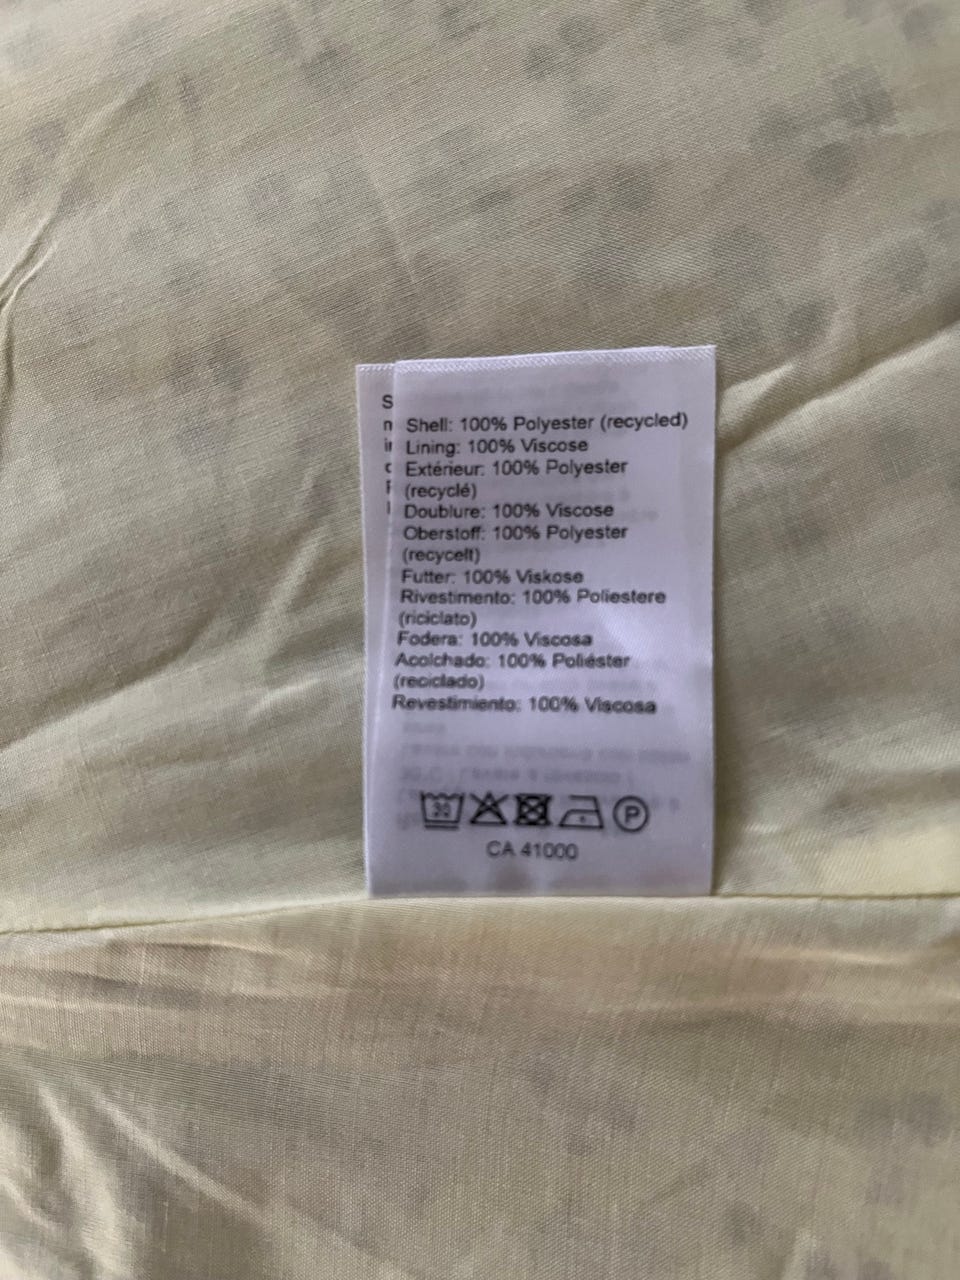 Shell: 100% Polyester (recycled)
Lining: 100% Viscose
Extérieur: 100% Polyester
(recyclé)
Doublure: 100% Viscose
Oberstoff: 100% Polyester
(recycelt)
Futter: 100% Viskose
Rivestimento: 100% Poliestere
(riciclato)
Fodera: 100% Viscosa
Acolchado: 100% Poliéster
(reciclado)
Revestimiento: 100% Viscosa
30 P
CA 41000